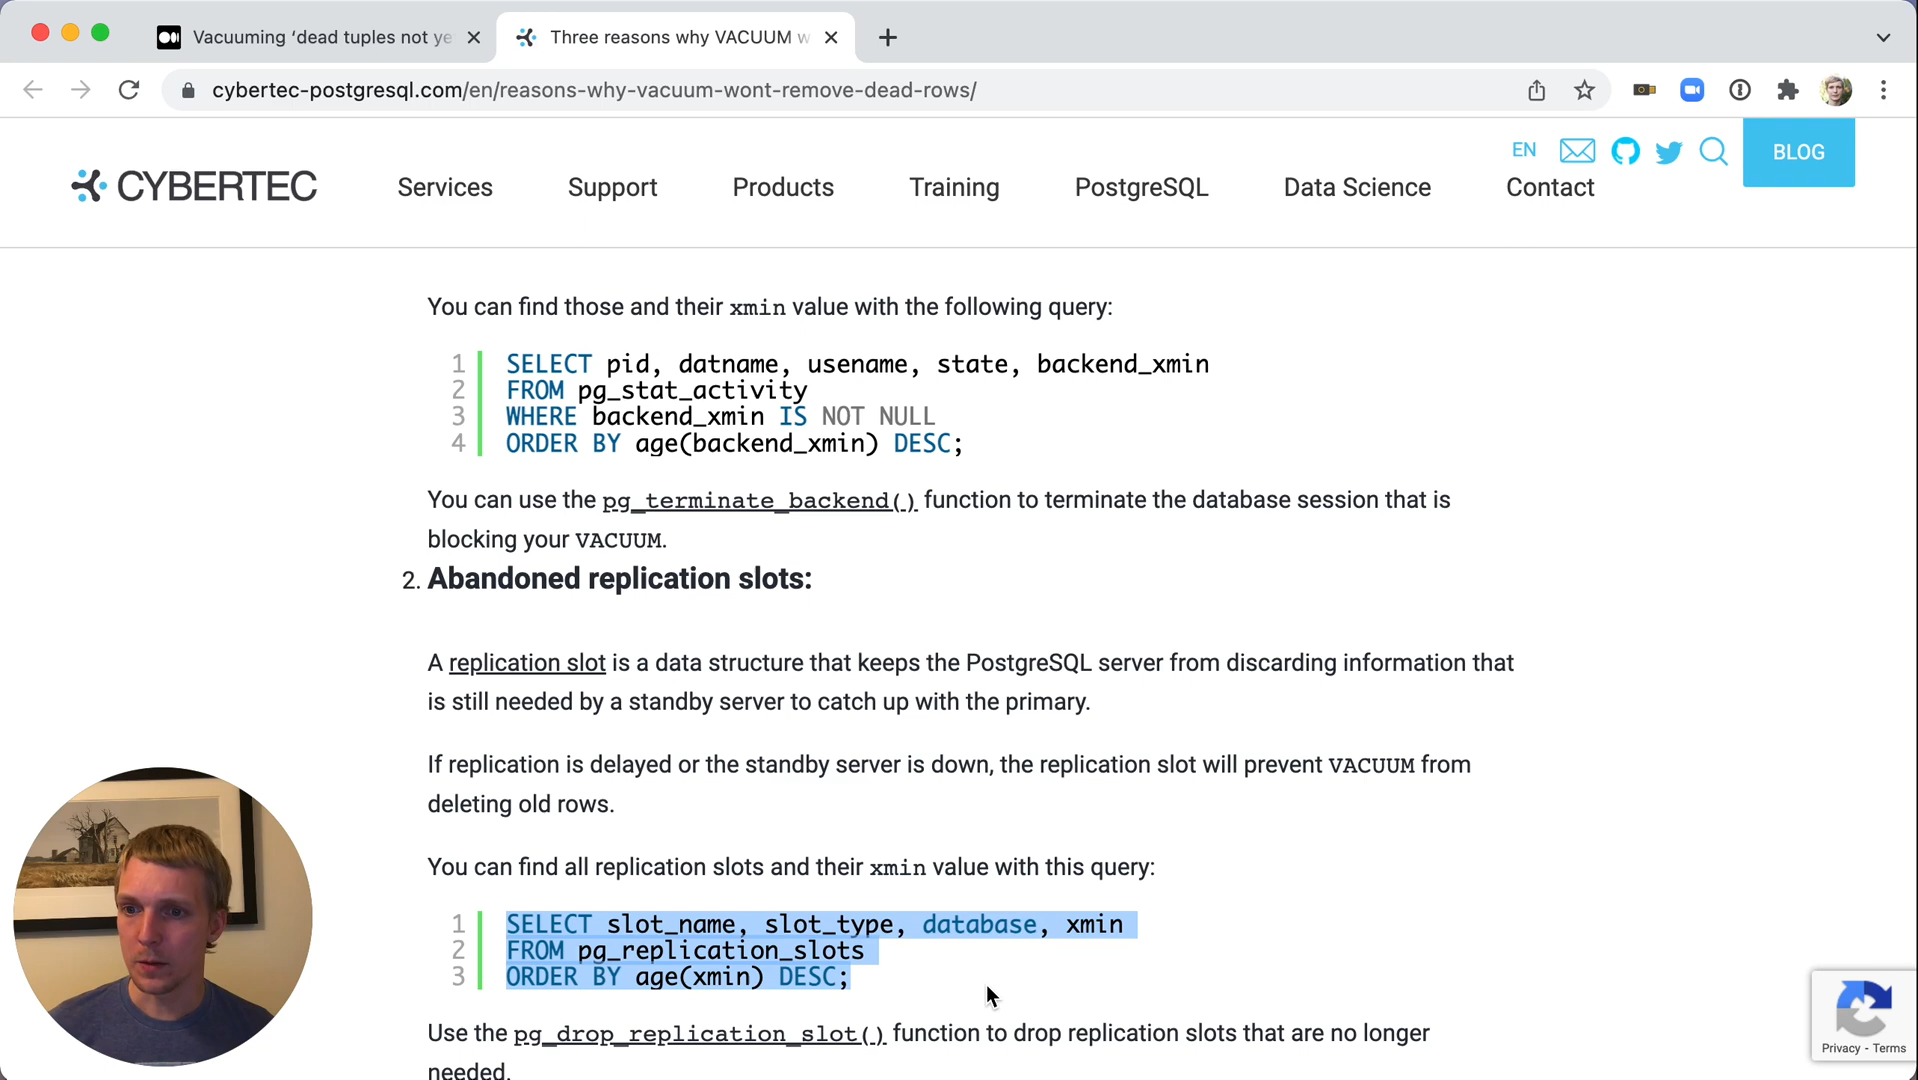 Vacuuming ‘dead tuples not ye
Three reasons why VACUUM w
cybertec-postgresql.com/en/reasons-why-vacuum-wont-remove-dead-rows/
EN
BLOG
CYBERTEC
Services
Support
Products
Training
PostgreSQL
Data Science
Contact
You can find those and their xmin value with the following query:
1 SELECT pid, datname, usename, state, backend_xmin
2 FROM pg_stat_activity
3 WHERE backend_xmin IS NOT NULL
4 ORDER BY age(backend_xmin) DESC;
You can use the pg_terminate_backend() function to terminate the database session that is
blocking your VACUUM.
2. Abandoned replication slots:
A replication slot is a data structure that keeps the PostgreSQL server from discarding information that
is still needed by a standby server to catch up with the primary.
If replication is delayed or the standby server is down, the replication slot will prevent VACUUM from
deleting old rows.
You can find all replication slots and their xmin value with this query:
1 SELECT slot_name, slot_type, database, xmin
2 FROM pg_replication_slots
3 ORDER BY age(xmin) DESC;
Use the pg_drop_replication_slot() function to drop replication slots that are no longer
needed.
Privacy - Terms